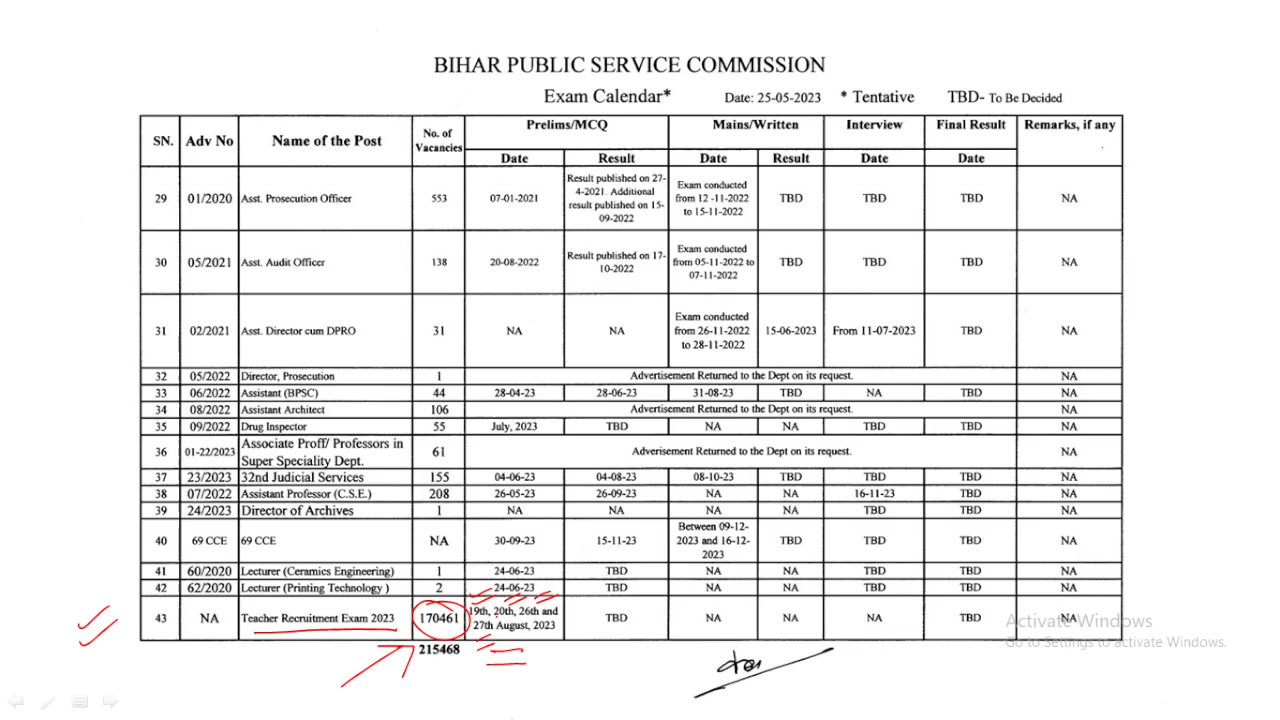 BIHAR PUBLIC SERVICE COMMISSION
Exam Calendar* Date: 25-05-2023 * Tentative TBD- To Be Decided
SN. Adv No Name of the Post No. of Vacancies Prelims/MCQ Mains/Written Interview Final Result Remarks, if any
Date Result Date Result Date Date
29 01/2020 Asst. Prosecution Officer 553 07-01-2021 Result published on 27-4-2021. Additional result published on 15-09-2022 Exam conducted from 12 -11-2022 to 15-11-2022 TBD TBD TBD NA
30 05/2021 Asst. Audit Officer 138 20-08-2022 Result published on 17-10-2022 Exam conducted from 05-11-2022 to 07-11-2022 TBD TBD TBD NA
31 02/2021 Asst. Director cum DPRO 31 NA NA Exam conducted from 26-11-2022 to 28-11-2022 15-06-2023 From 11-07-2023 TBD NA
32 05/2022 Director, Prosecution 1 Advertisement Returned to the Dept on its request. NA
33 06/2022 Assistant (BPSC) 44 28-04-23 28-06-23 31-08-23 TBD NA TBD NA
34 08/2022 Assistant Architect 106 Advertisement Returned to the Dept on its request. NA
35 09/2022 Drug Inspector 55 July, 2023 TBD NA NA TBD TBD NA
36 01-22/2023 Associate Proff/ Professors in Super Speciality Dept. 61 Adverisement Returned to the Dept on its request. NA
37 23/2023 32nd Judicial Services 155 04-06-23 04-08-23 08-10-23 TBD TBD TBD NA
38 07/2022 Assistant Professor (C.S.E.) 208 26-05-23 26-09-23 NA NA 16-11-23 TBD NA
39 24/2023 Director of Archives 1 NA NA NA NA TBD TBD NA
40 69 CCE 69 CCE NA 30-09-23 15-11-23 Between 09-12-2023 and 16-12-2023 TBD TBD TBD NA
41 60/2020 Lecturer (Ceramics Engineering) 1 24-06-23 TBD NA NA TBD TBD NA
42 62/2020 Lecturer (Printing Technology ) 2 24-06-23 TBD NA NA TBD TBD NA
43 NA Teacher Recruitment Exam 2023 170461 19th, 20th, 26th and 27th August, 2023 TBD NA NA NA TBD NA
215468
Activate Windows
Go to Settings to activate Windows.